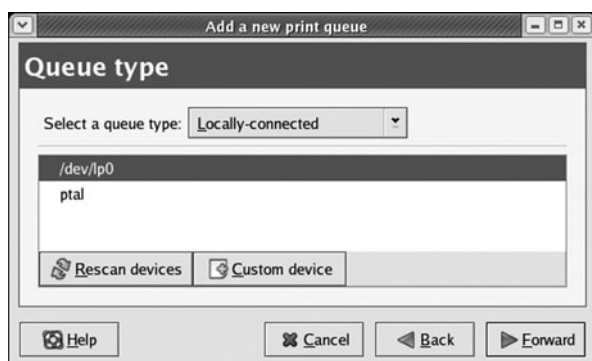 Add a new print queue
Queue type
Select a queue type: Locally-connected
/dev/lp0
ptal
Rescan devices Custom device
Help Cancel Back Forward